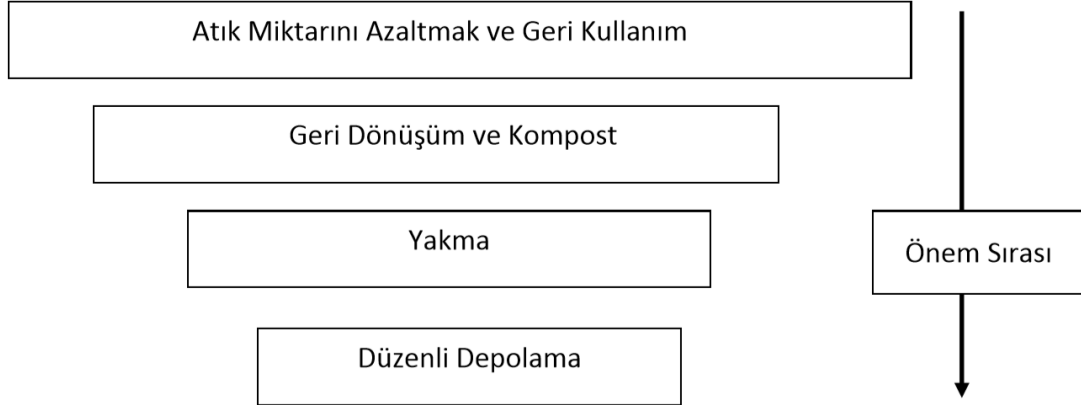 Atık Miktarını Azaltmak ve Geri Kullanım
Geri Dönüşüm ve Kompost
Yakma
Önem Sırası
Düzenli Depolama